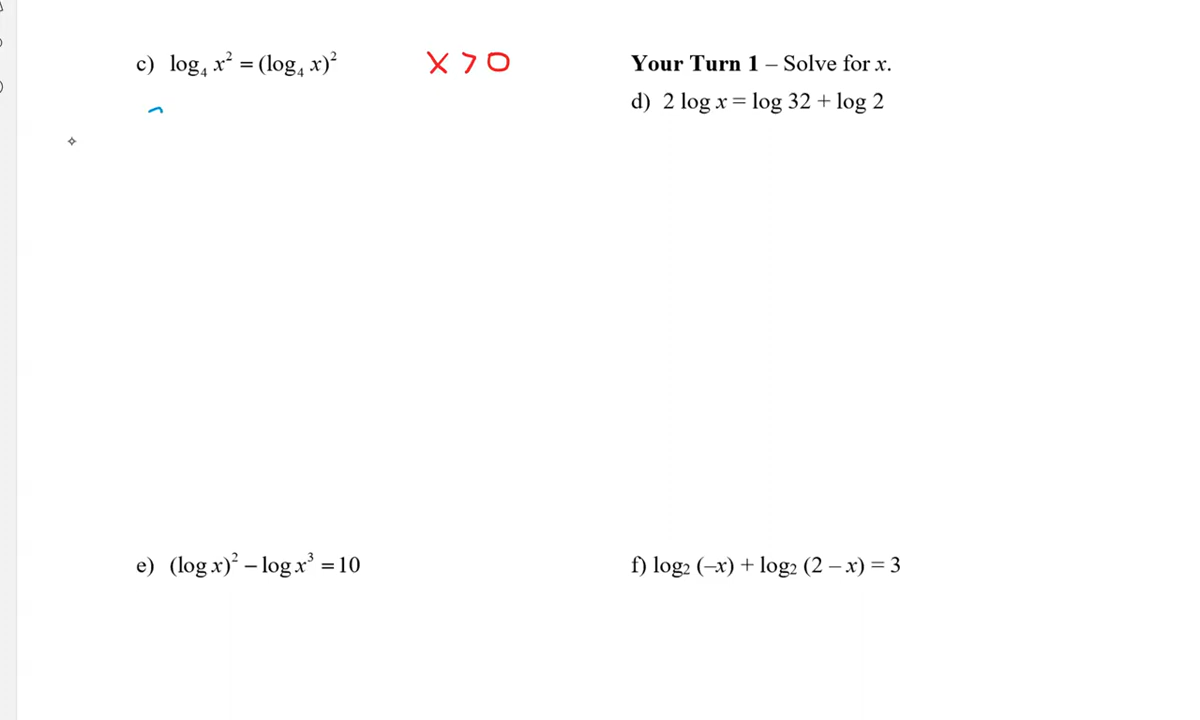 c) log₄ x² = (log₄ x)² X > 0
Your Turn 1 – Solve for x.
d) 2 log x = log 32 + log 2
e) (log x)² – log x³ = 10
f) log₂ (–x) + log₂ (2 – x) = 3